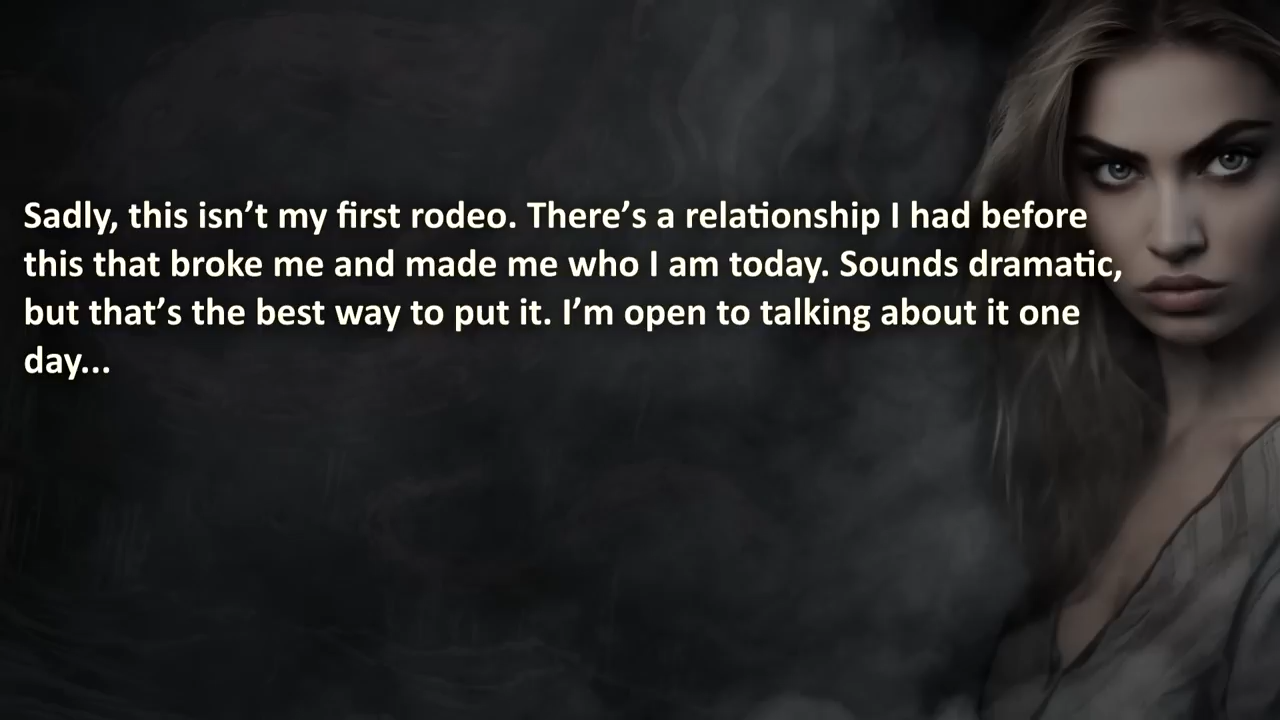 Sadly, this isn’t my first rodeo. There’s a relationship I had before
this that broke me and made me who I am today. Sounds dramatic,
but that’s the best way to put it. I’m open to talking about it one
day...